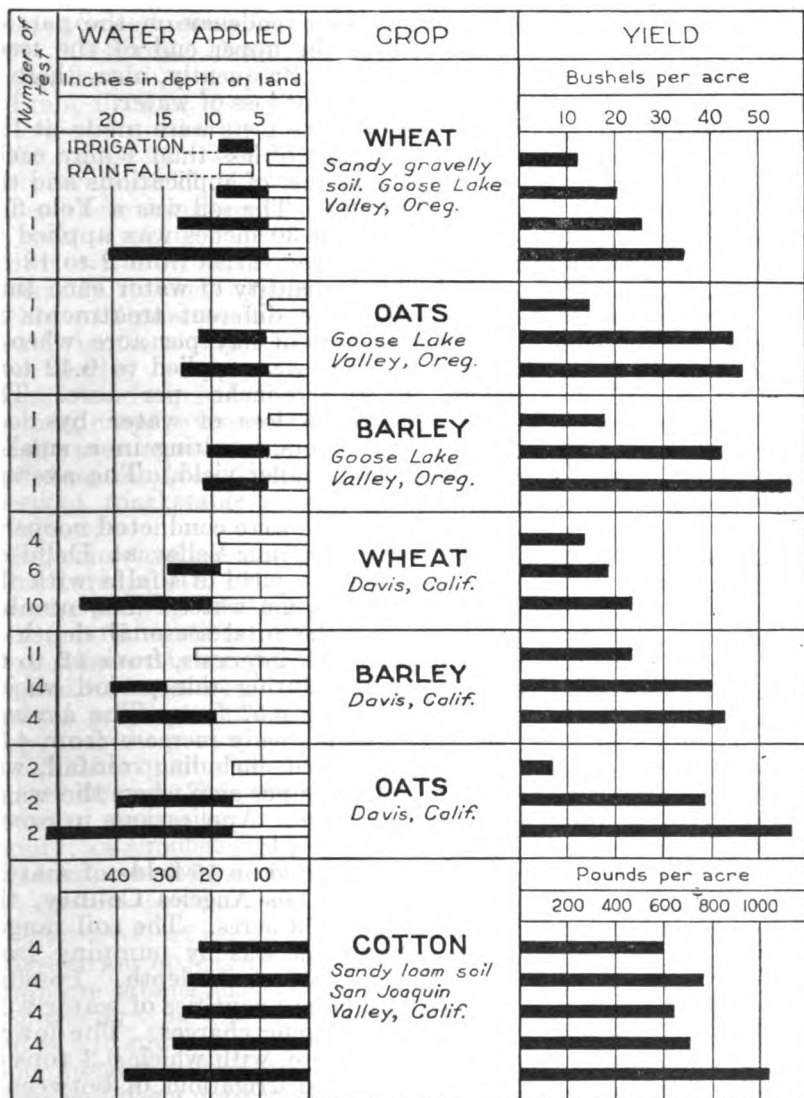 Number of test
WATER APPLIED
CROP
YIELD
Inches in depth on land
Bushels per acre
20 15 10 5
10 20 30 40 50
IRRIGATION
RAINFALL
WHEAT
Sandy gravelly
soil. Goose Lake
Valley, Oreg.
1
1
1
1
OATS
Goose Lake
Valley, Oreg.
1
1
1
BARLEY
Goose Lake
Valley, Oreg.
1
1
1
WHEAT
Davis, Calif.
4
6
10
BARLEY
Davis, Calif.
11
14
4
OATS
Davis, Calif.
2
2
2
40 30 20 10
Pounds per acre
200 400 600 800 1000
COTTON
Sandy loam soil
San Joaquin
Valley, Calif.
4
4
4
4
4